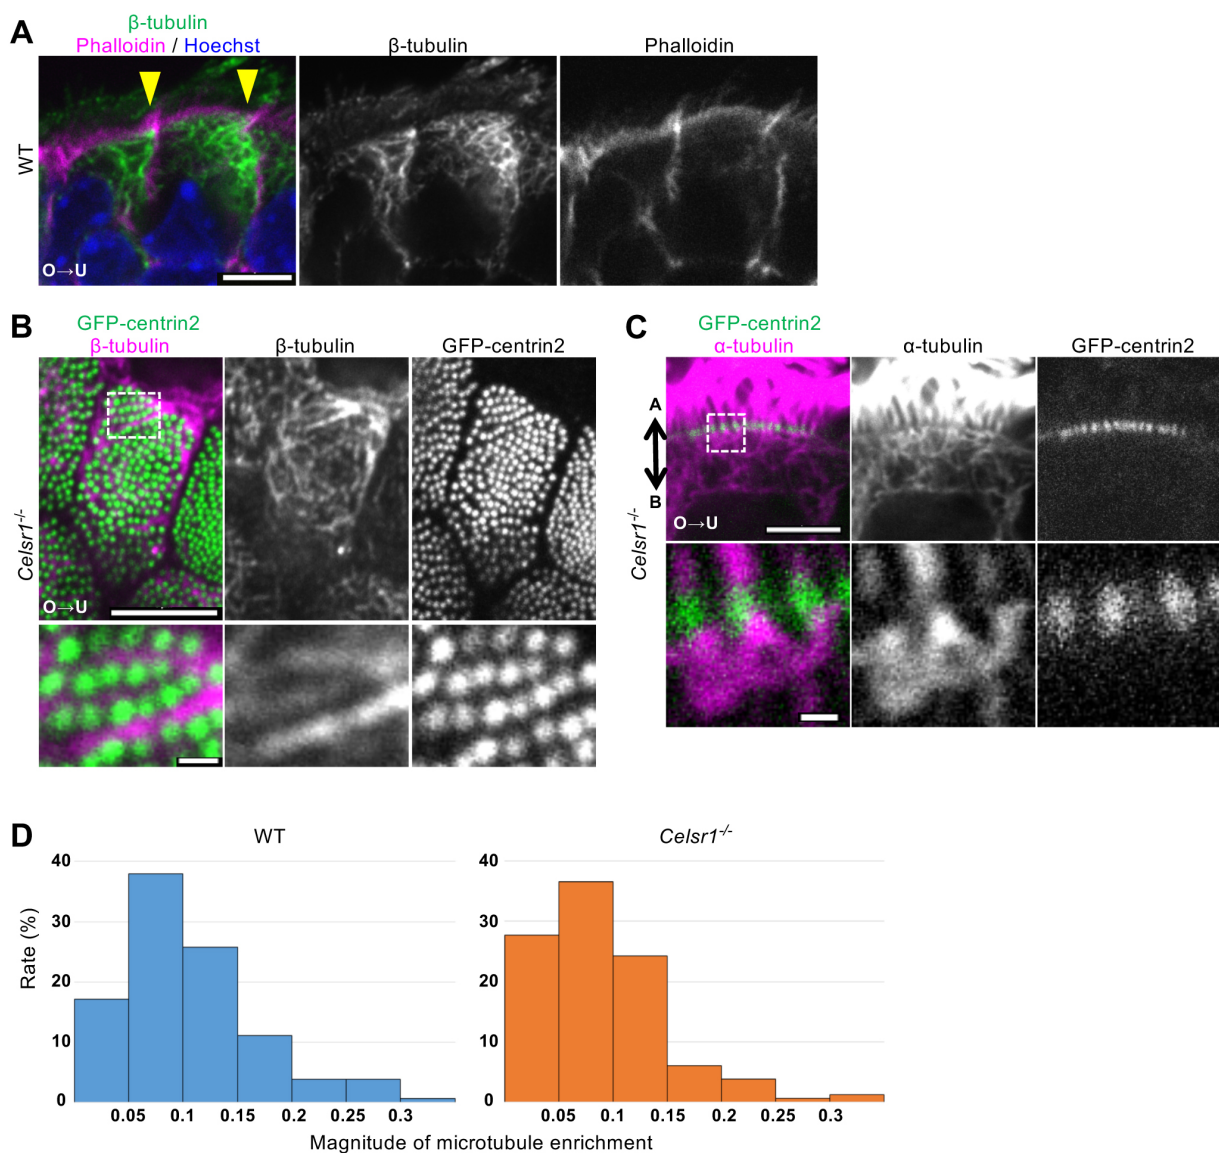 A
β-tubulin
Phalloidin / Hoechst
β-tubulin
Phalloidin
WT
O→U
B
GFP-centrin2
β-tubulin
β-tubulin
GFP-centrin2
Celsr1-/-
O→U
C
GFP-centrin2
α-tubulin
α-tubulin
GFP-centrin2
A
B
Celsr1-/-
O→U
D
WT
Celsr1-/-
Rate (%)
40
30
20
10
0
0.05 0.1 0.15 0.2 0.25 0.3
40
30
20
10
0
0.05 0.1 0.15 0.2 0.25 0.3
Magnitude of microtubule enrichment